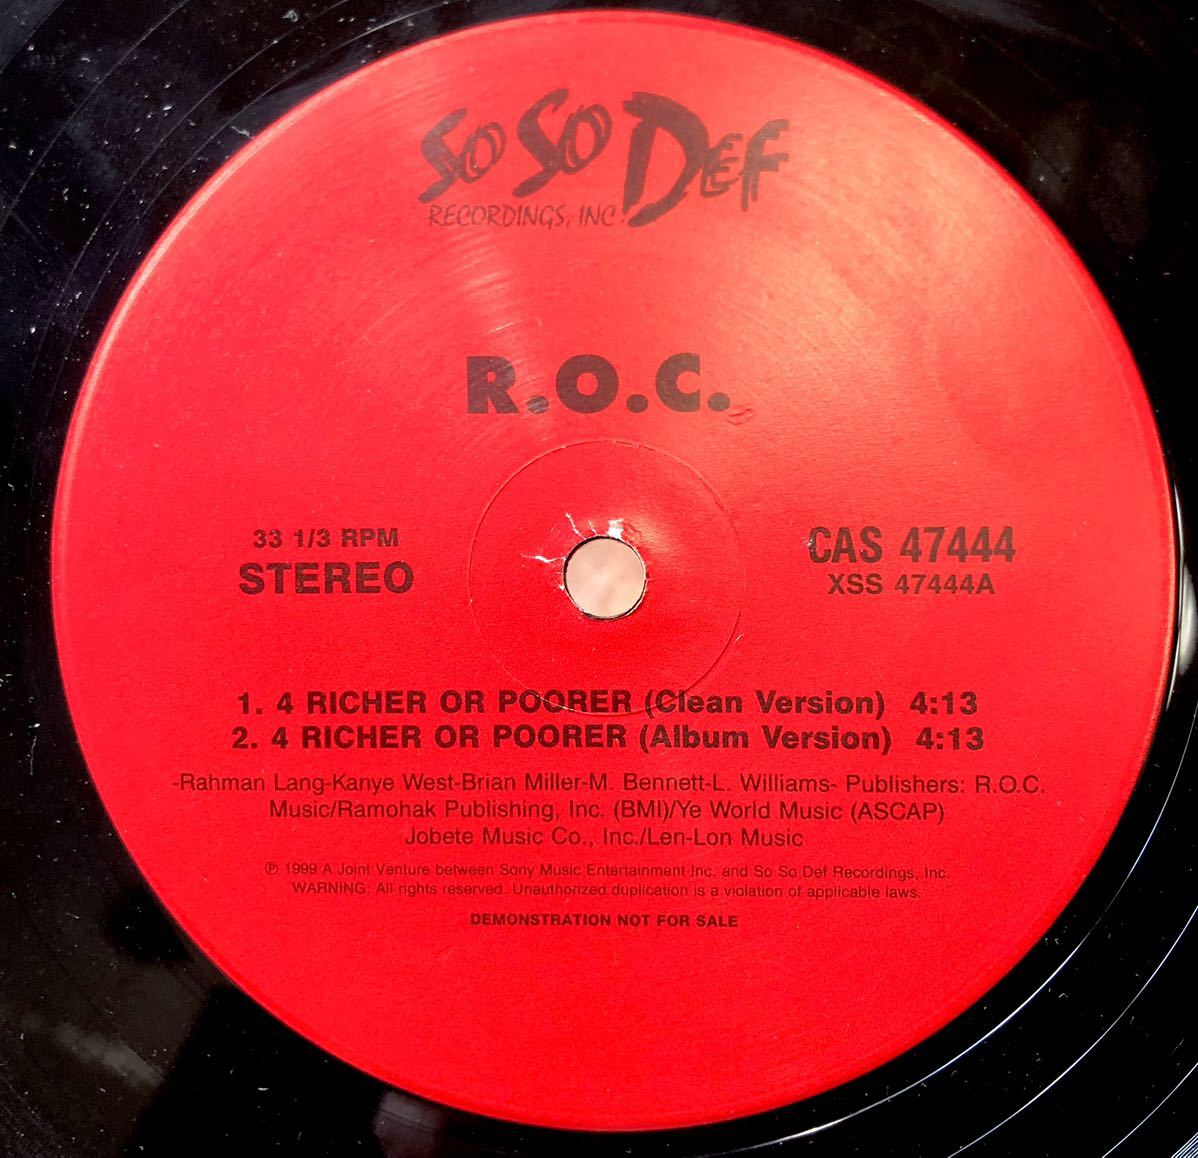 So So Def
RECORDINGS, INC.
R.O.C.
33 1/3 RPM
STEREO
CAS 47444
XSS 47444A
1. 4 RICHER OR POORER (Clean Version) 4:13
2. 4 RICHER OR POORER (Album Version) 4:13
-Rahman Lang-Kanye West-Brian Miller-M. Bennett-L. Williams- Publishers: R.O.C.
Music/Ramohak Publishing, Inc. (BMI)/Ye World Music (ASCAP)
Jobete Music Co., Inc./Len-Lon Music
℗ 1999 A Joint Venture between Sony Music Entertainment Inc. and So So Def Recordings, Inc.
WARNING: All rights reserved. Unauthorized duplication is a violation of applicable laws.
DEMONSTRATION NOT FOR SALE